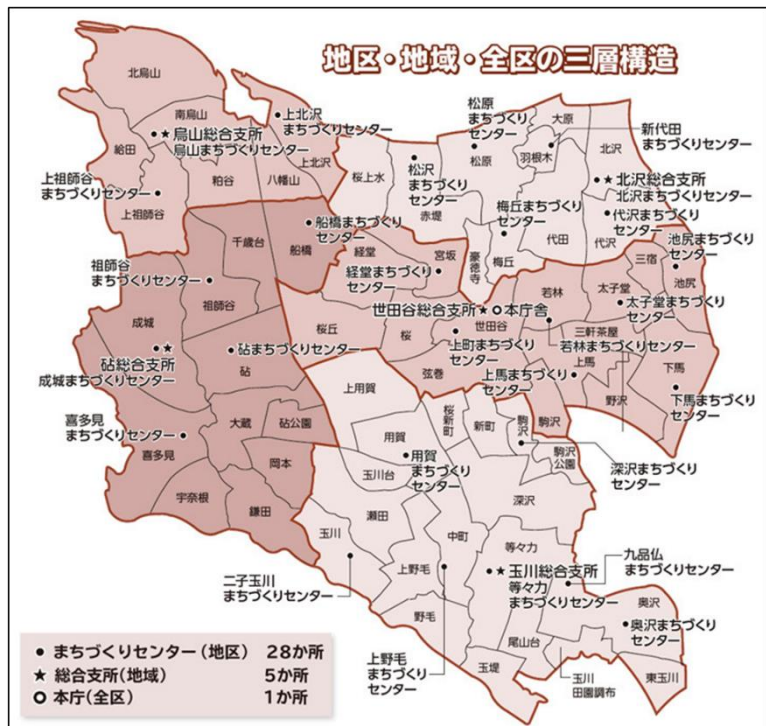 地区・地域・全区の三層構造
北烏山
南烏山
★烏山総合支所
烏山まちづくりセンター
給田
粕谷
上北沢
まちづくりセンター
上北沢
八幡山
上祖師谷
まちづくりセンター
上祖師谷
松原
まちづくり
センター
大原
新代田
まちづくりセンター
羽根木
松原
北沢
桜上水
松沢
まちづくり
センター
赤堤
★北沢総合支所
北沢まちづくりセンター
代沢まちづくり
センター
代沢
代田
梅丘まちづくり
センター
梅丘
豪徳寺
池尻
まちづくり
センター
池尻
三宿
千歳台
船橋まちづくり
センター
船橋
経堂
宮坂
経堂まちづくり
センター
祖師谷
まちづくりセンター
祖師谷
成城
★
砧総合支所
成城まちづくりセンター
砧まちづくりセンター
砧
世田谷総合支所★○本庁舎
世田谷
若林
太子堂
太子堂まちづくり
センター
三軒茶屋
若林まちづくりセンター
桜丘
桜
上町まちづくり
センター
弦巻
上馬まちづくり
センター
上馬
下馬
下馬まちづくり
センター
野沢
駒沢
喜多見
まちづくりセンター
喜多見
大蔵
砧公園
岡本
宇奈根
鎌田
上用賀
桜新町
新町
駒沢
駒沢公園
深沢まちづくり
センター
用賀
用賀
まちづくり
センター
玉川台
深沢
瀬田
玉川
中町
等々力
二子玉川
まちづくりセンター
上野毛
野毛
★玉川総合支所
等々力
まちづくりセンター
九品仏
まちづくりセンター
奥沢
奥沢まちづくり
センター
尾山台
玉堤
上野毛
まちづくり
センター
玉川
田園調布
東玉川
● まちづくりセンター(地区) 28か所
★ 総合支所(地域) 5か所
○ 本庁(全区) 1か所